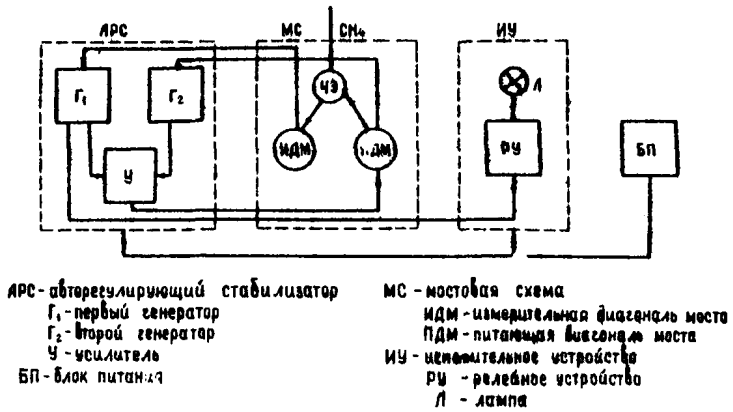 АРС МС СН₄ ИУ
Г₁ Г₂ ЧЭ Л
ИДМ ПДМ РУ БП
У
АРС - авторегулирующий стабилизатор
Г₁ - первый генератор
Г₂ - второй генератор
У - усилитель
БП - блок питания
МС - мостовая схема
ИДМ - измерительная диагональ моста
ПДМ - питающая диагональ моста
ИУ - исполнительное устройство
РУ - релейное устройство
Л - лампа